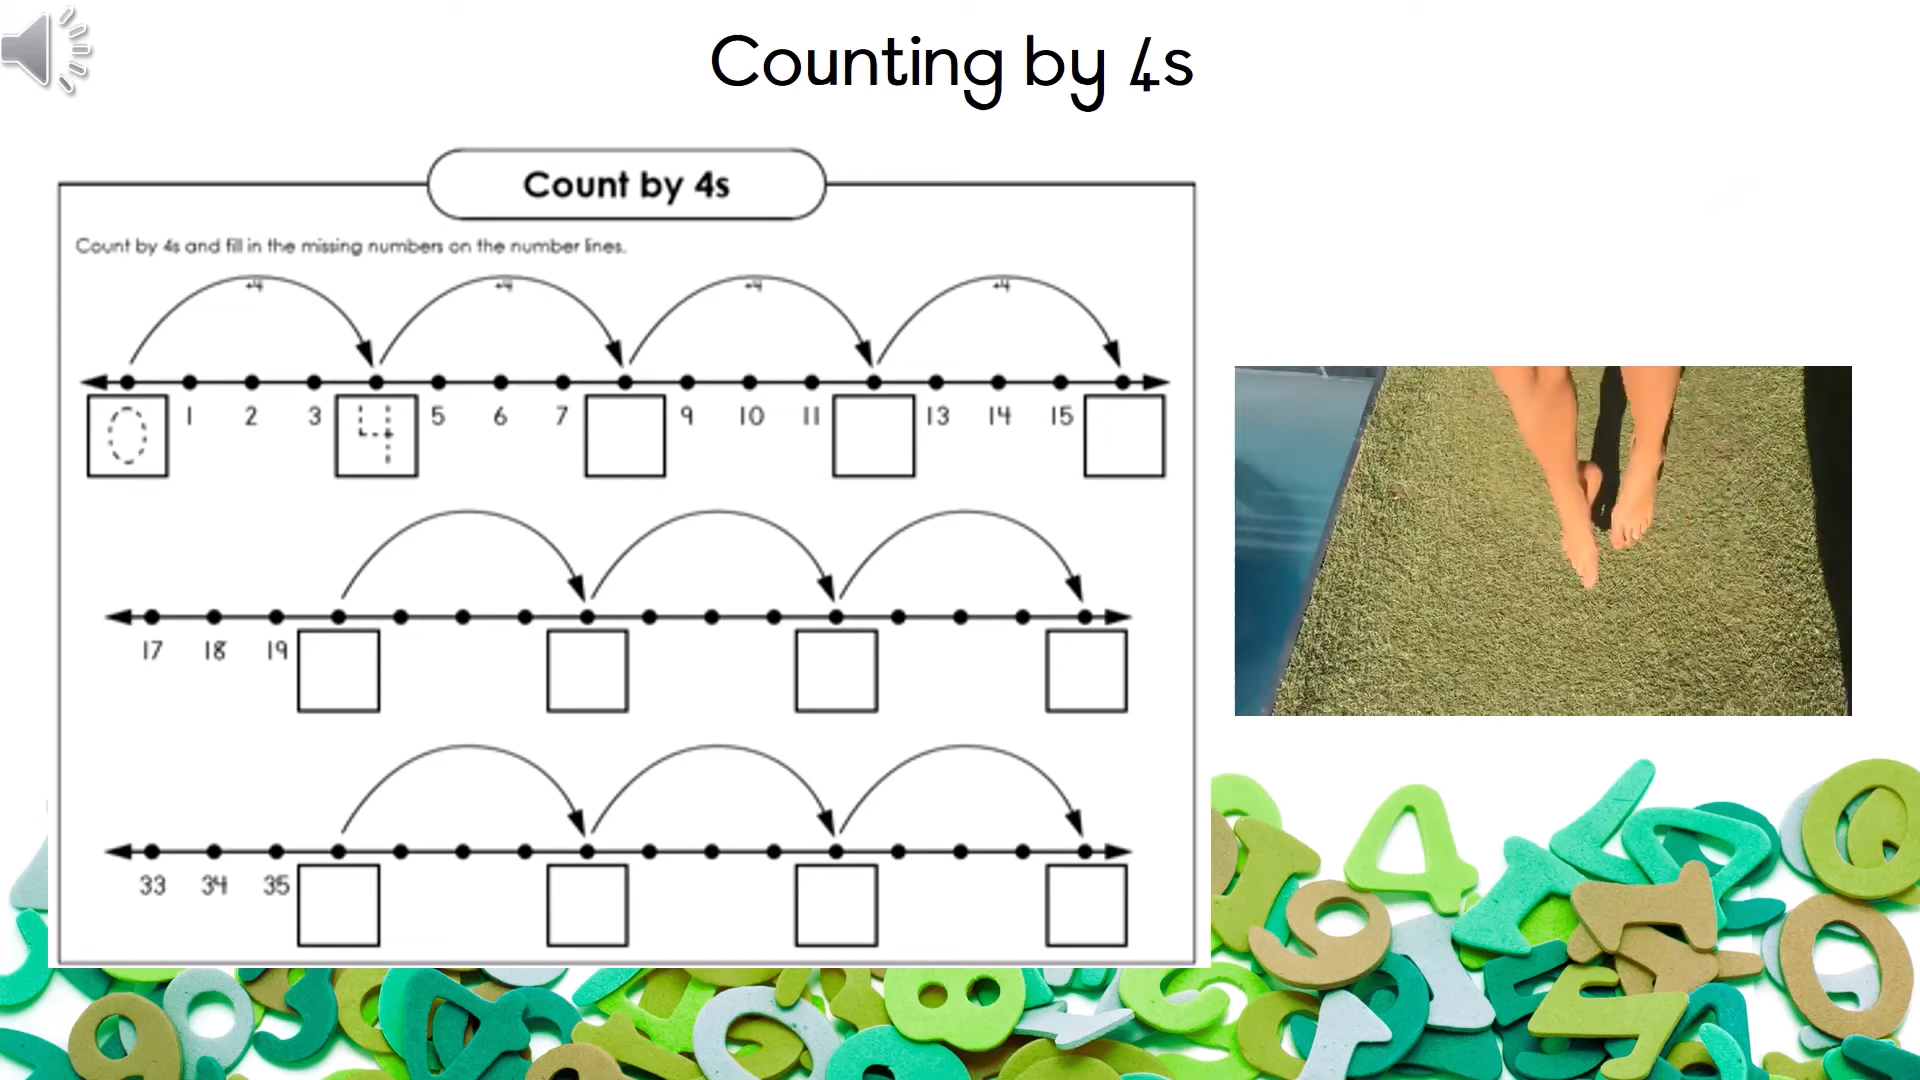 Counting by 4s
Count by 4s
Count by 4s and fill in the missing numbers on the number lines.
+4 +4 +4 +4
0 1 2 3 4 5 6 7 9 10 11 13 14 15
17 18 19
33 34 35